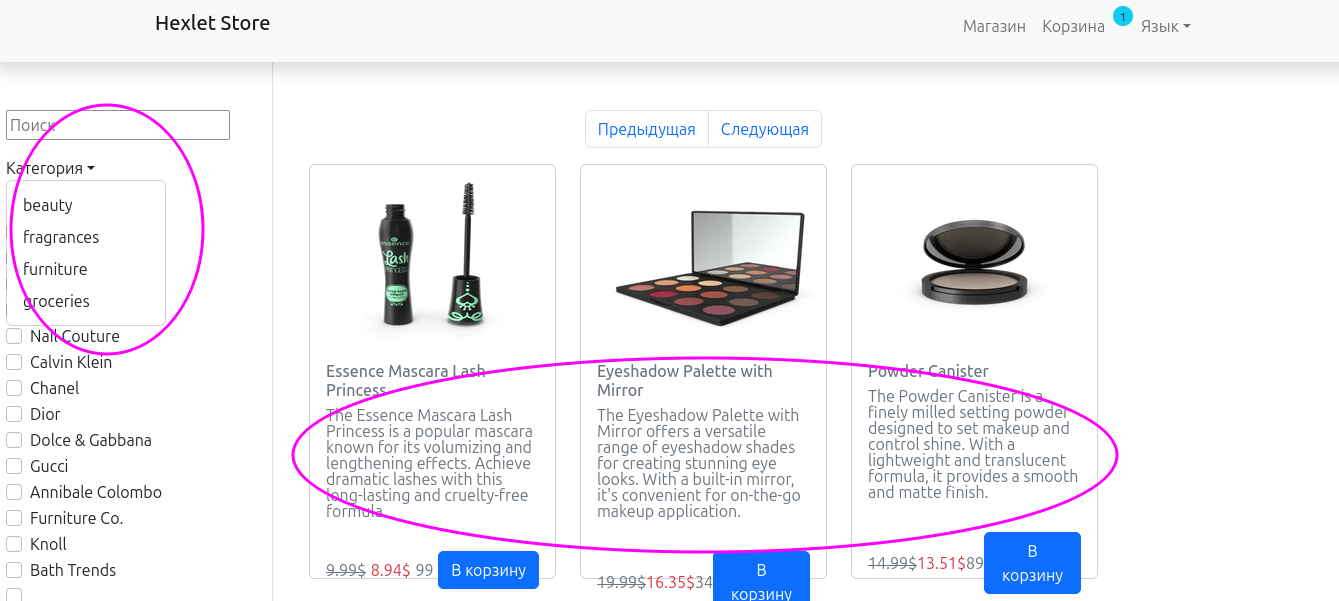 Hexlet Store
Магазин Корзина 1 Язык
Поиск
Категория
beauty
fragrances
furniture
groceries
Nail Couture
Calvin Klein
Chanel
Dior
Dolce & Gabbana
Gucci
Annibale Colombo
Furniture Co.
Knoll
Bath Trends
Предыдущая Следующая
essence
Lash
PRINCESS
Essence Mascara Lash
Princess
The Essence Mascara Lash
Princess is a popular mascara
known for its volumizing and
lengthening effects. Achieve
dramatic lashes with this
long-lasting and cruelty-free
formula.
9.99$ 8.94$ 99 В корзину
Eyeshadow Palette with
Mirror
The Eyeshadow Palette with
Mirror offers a versatile
range of eyeshadow shades
for creating stunning eye
looks. With a built-in mirror,
it's convenient for on-the-go
makeup application.
19.99$16.35$34 В
корзину
Powder Canister
The Powder Canister is a
finely milled setting powder
designed to set makeup and
control shine. With a
lightweight and translucent
formula, it provides a smooth
and matte finish.
14.99$13.51$89 В
корзину